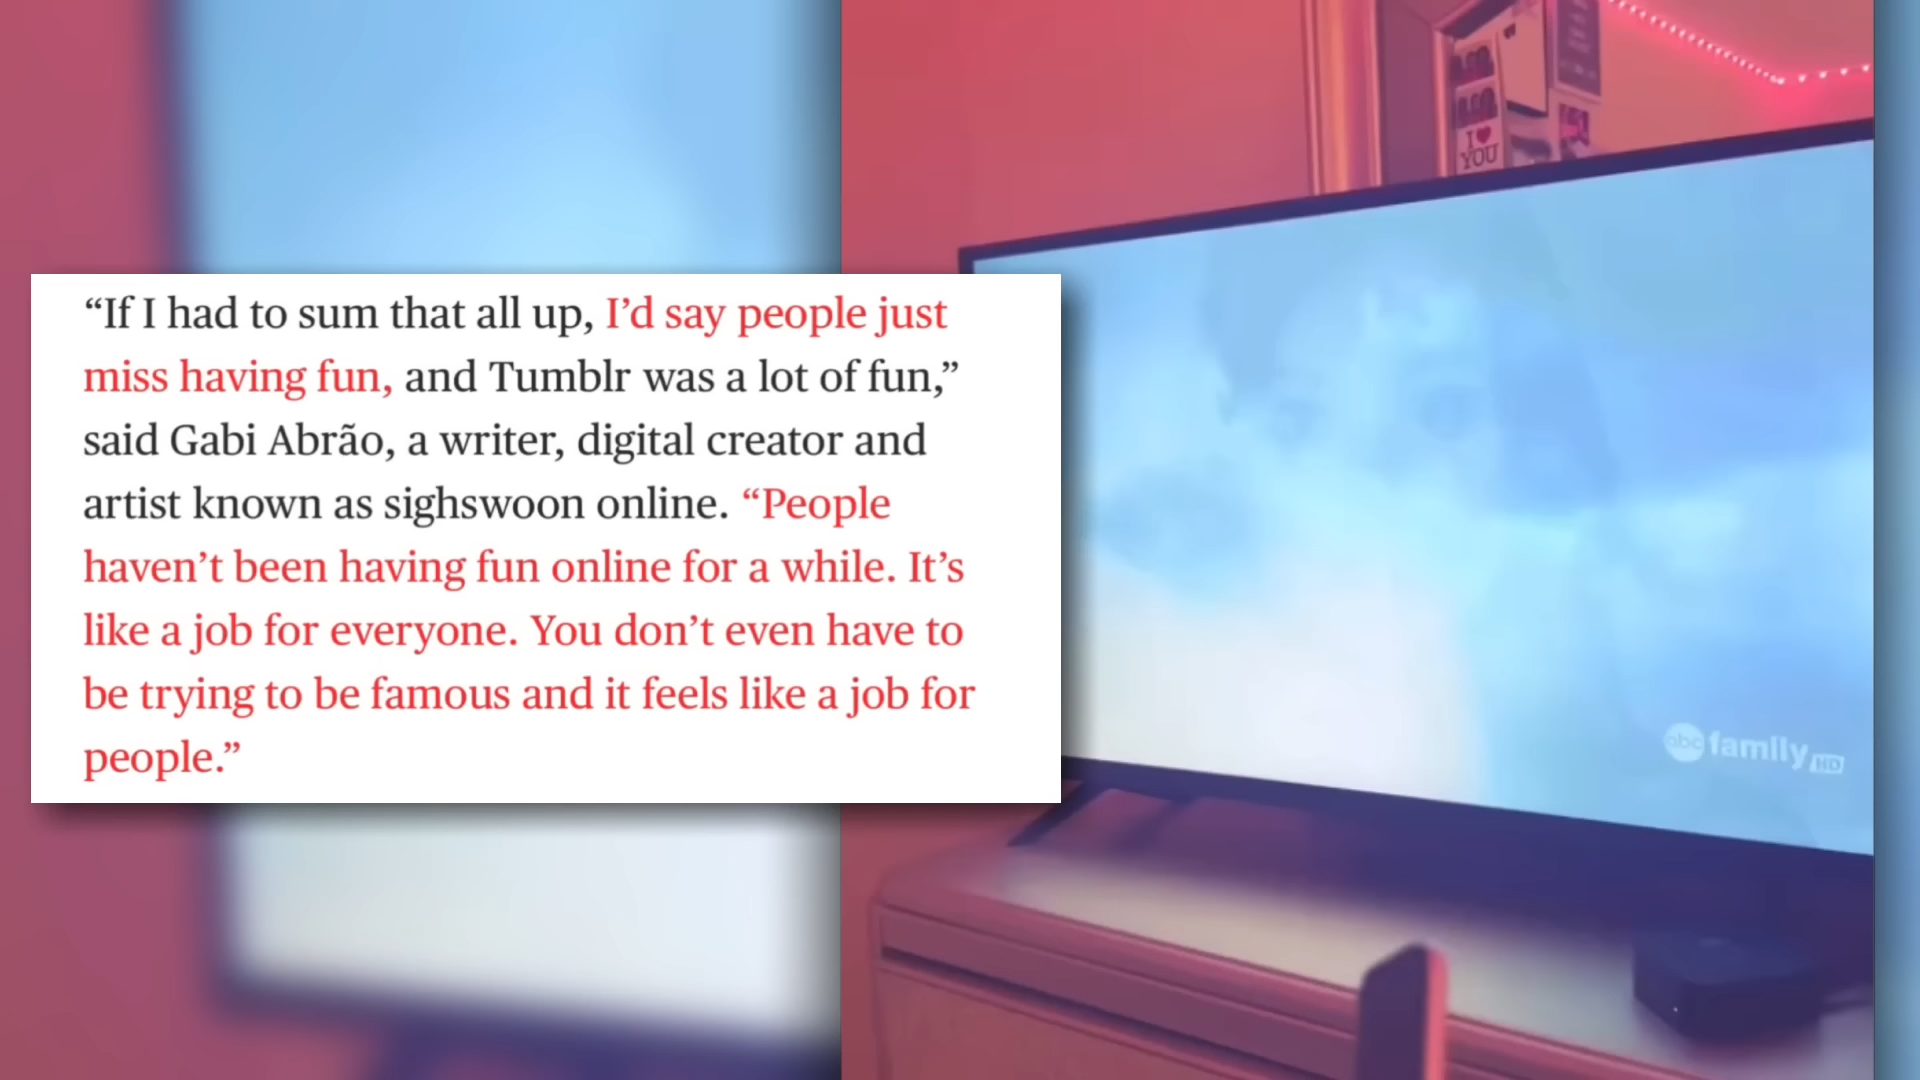 “If I had to sum that all up, I’d say people just
miss having fun, and Tumblr was a lot of fun,”
said Gabi Abrão, a writer, digital creator and
artist known as sighswoon online. “People
haven’t been having fun online for a while. It’s
like a job for everyone. You don’t even have to
be trying to be famous and it feels like a job for
people.”
I ❤
YOU
abc family HD